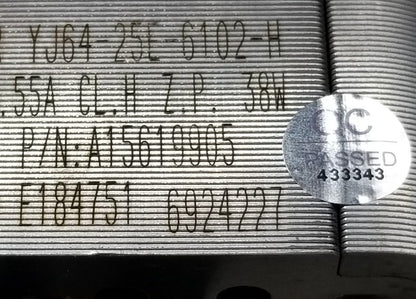 YJ64-25E-6102-H
.55A CL.H Z.P. 38W
P/N:A15619905
E184751 6924227
QC
PASSED
433343